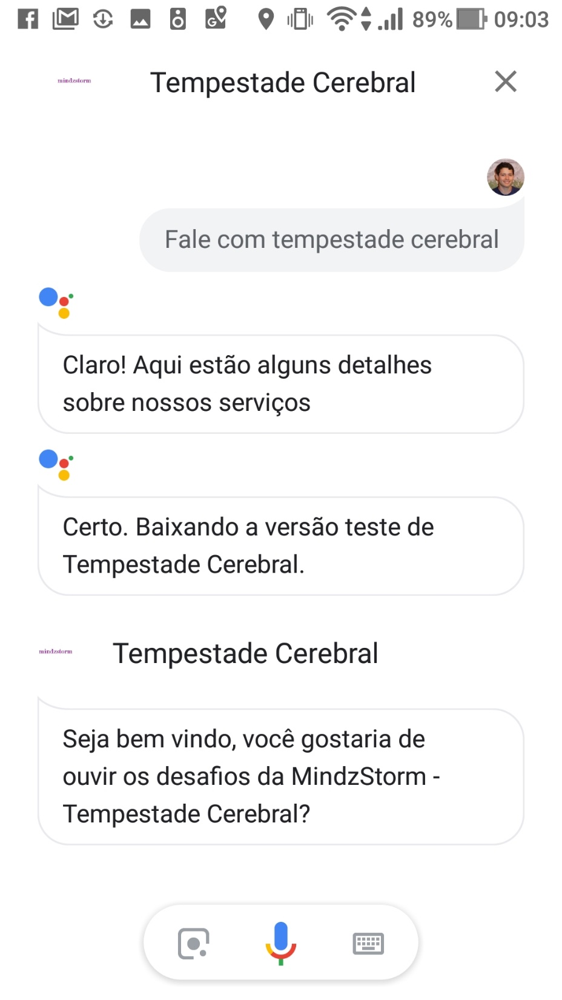 89% 09:03
mindzstorm Tempestade Cerebral
Fale com tempestade cerebral
Claro! Aqui estão alguns detalhes
sobre nossos serviços
Certo. Baixando a versão teste de
Tempestade Cerebral.
mindzstorm Tempestade Cerebral
Seja bem vindo, você gostaria de
ouvir os desafios da MindzStorm -
Tempestade Cerebral?